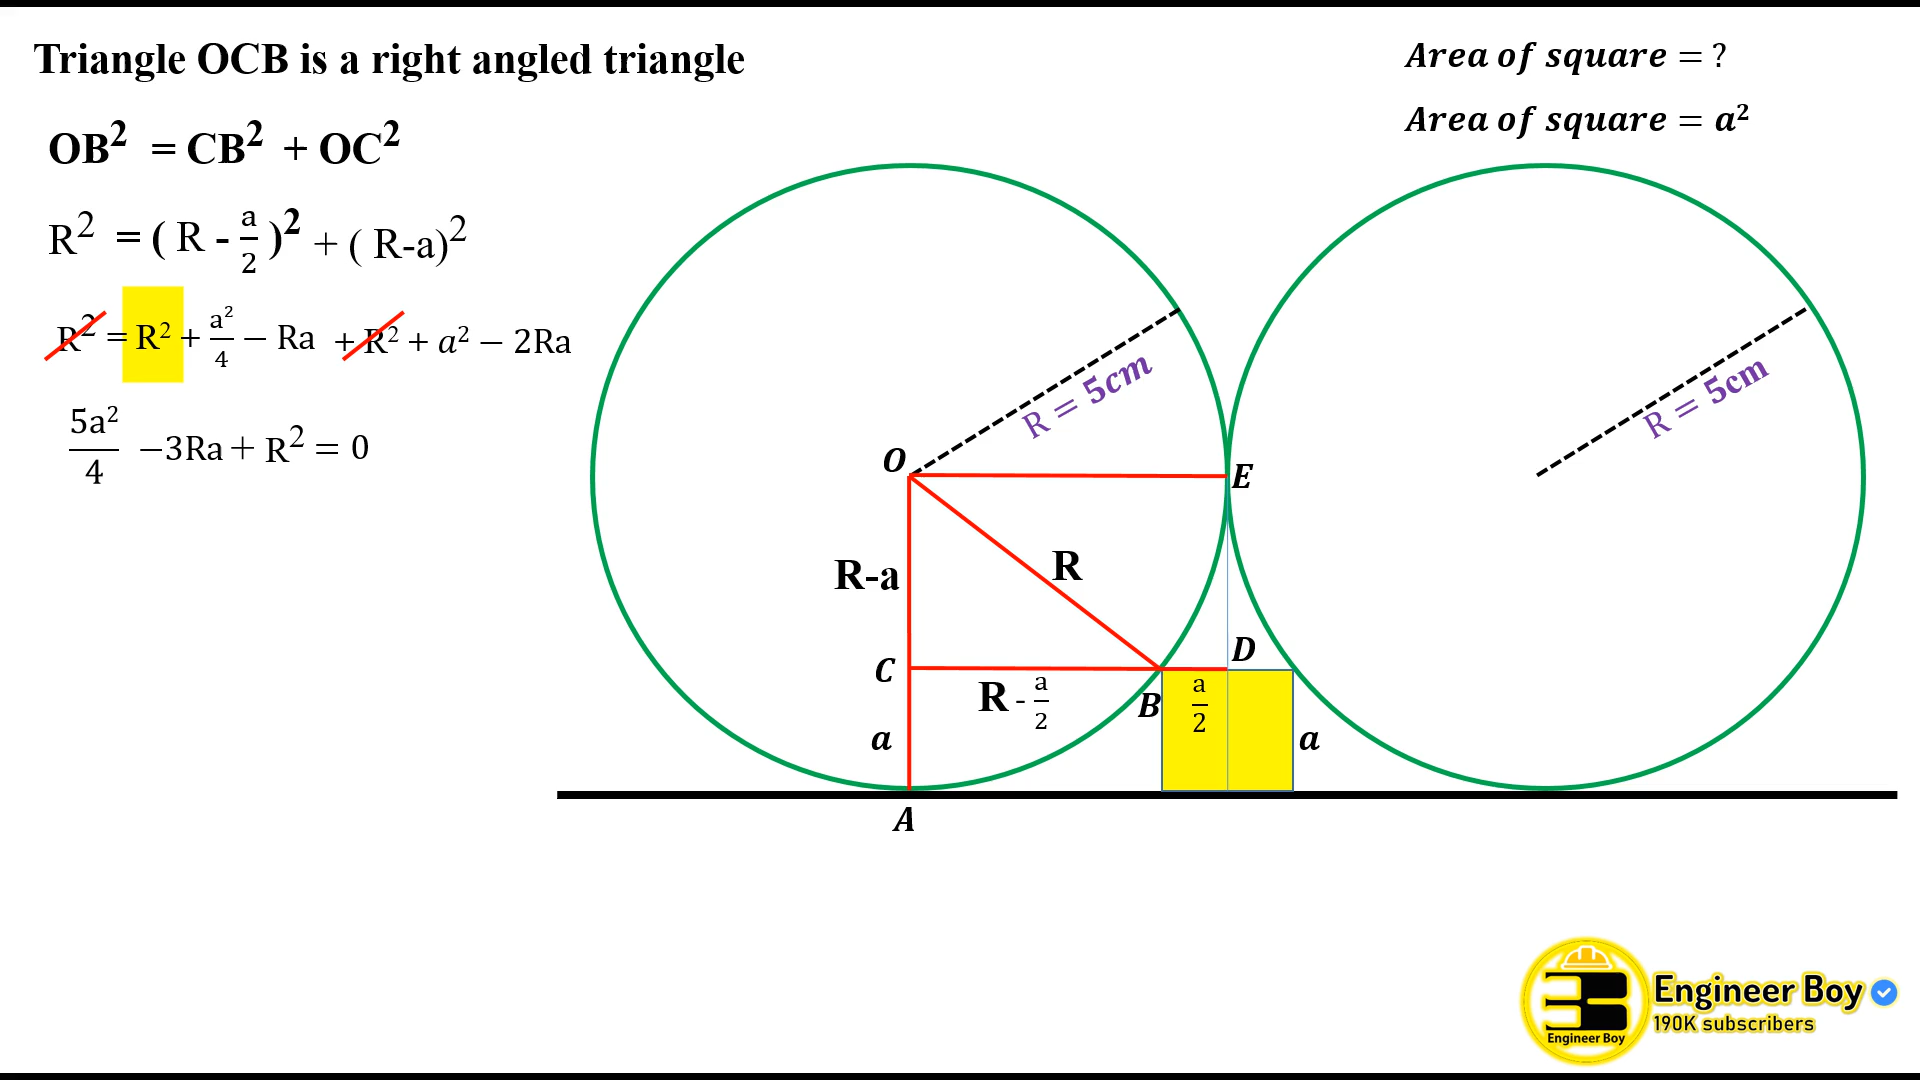 Triangle OCB is a right angled triangle
OB² = CB² + OC²
R² = ( R - a/2 )² + ( R-a)²
R² = R² + a²/4 − Ra + R² + a² − 2Ra
5a²/4 −3Ra + R² = 0
Area of square = ?
Area of square = a²
R = 5cm
R = 5cm
O
E
R-a
R
C
D
R - a/2
B
a/2
a
a
A
Engineer Boy
190K subscribers
Engineer Boy